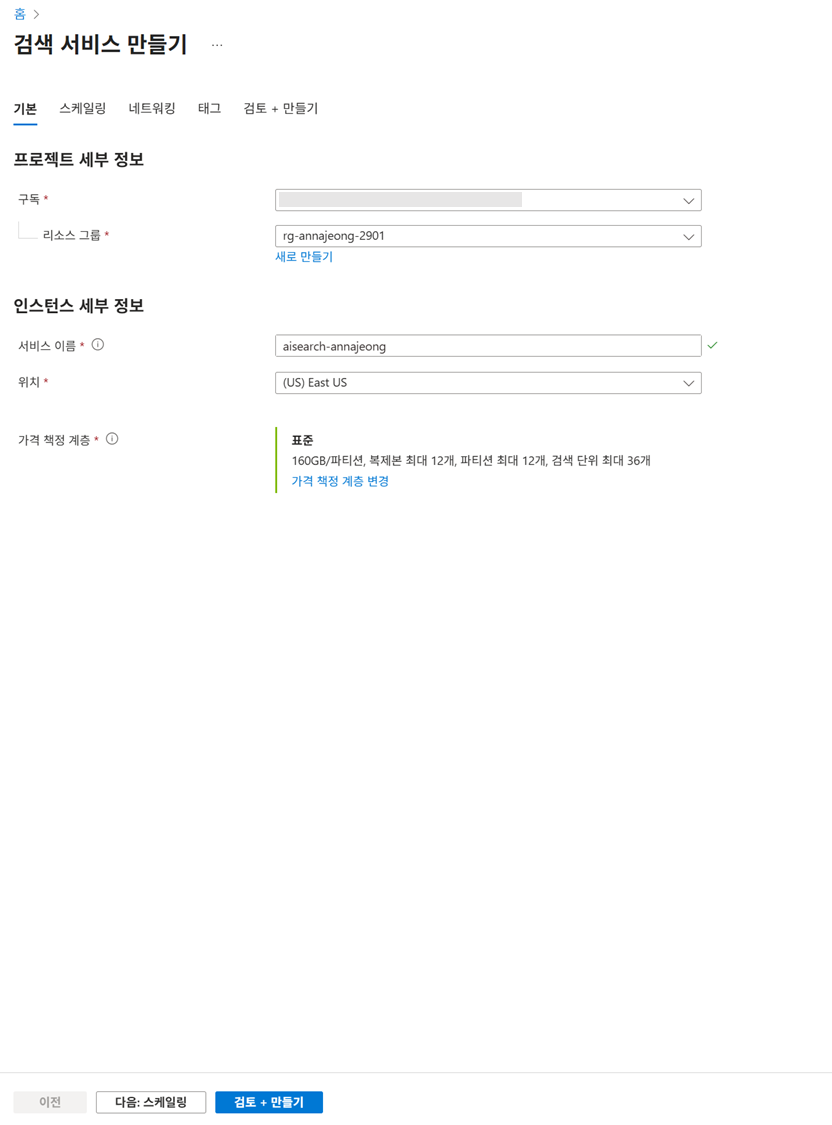 홈
검색 서비스 만들기 ...
기본 스케일링 네트워킹 태그 검토 + 만들기
프로젝트 세부 정보
구독 *
리소스 그룹 * rg-annajeong-2901
새로 만들기
인스턴스 세부 정보
서비스 이름 * aisearch-annajeong
위치 * (US) East US
가격 책정 계층 * 표준
160GB/파티션, 복제본 최대 12개, 파티션 최대 12개, 검색 단위 최대 36개
가격 책정 계층 변경
이전 다음: 스케일링 검토 + 만들기